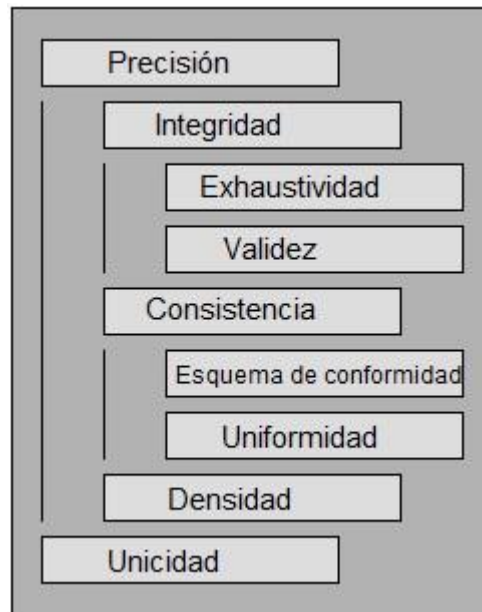 Precisión
Integridad
Exhaustividad
Validez
Consistencia
Esquema de conformidad
Uniformidad
Densidad
Unicidad